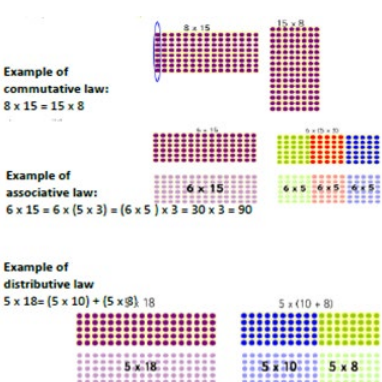 8 x 15
15 x 8
Example of
commutative law:
8 x 15 = 15 x 8
6 x 15
6 x (5 x 3)
Example of
associative law:
6 x 15
6 x 5 6 x 5 6 x 5
6 x 15 = 6 x (5 x 3) = (6 x 5 ) x 3 = 30 x 3 = 90
Example of
distributive law
5 x 18= (5 x 10) + (5 x 8) 18
5 x (10 + 8)
5 x 18
5 x 10 5 x 8